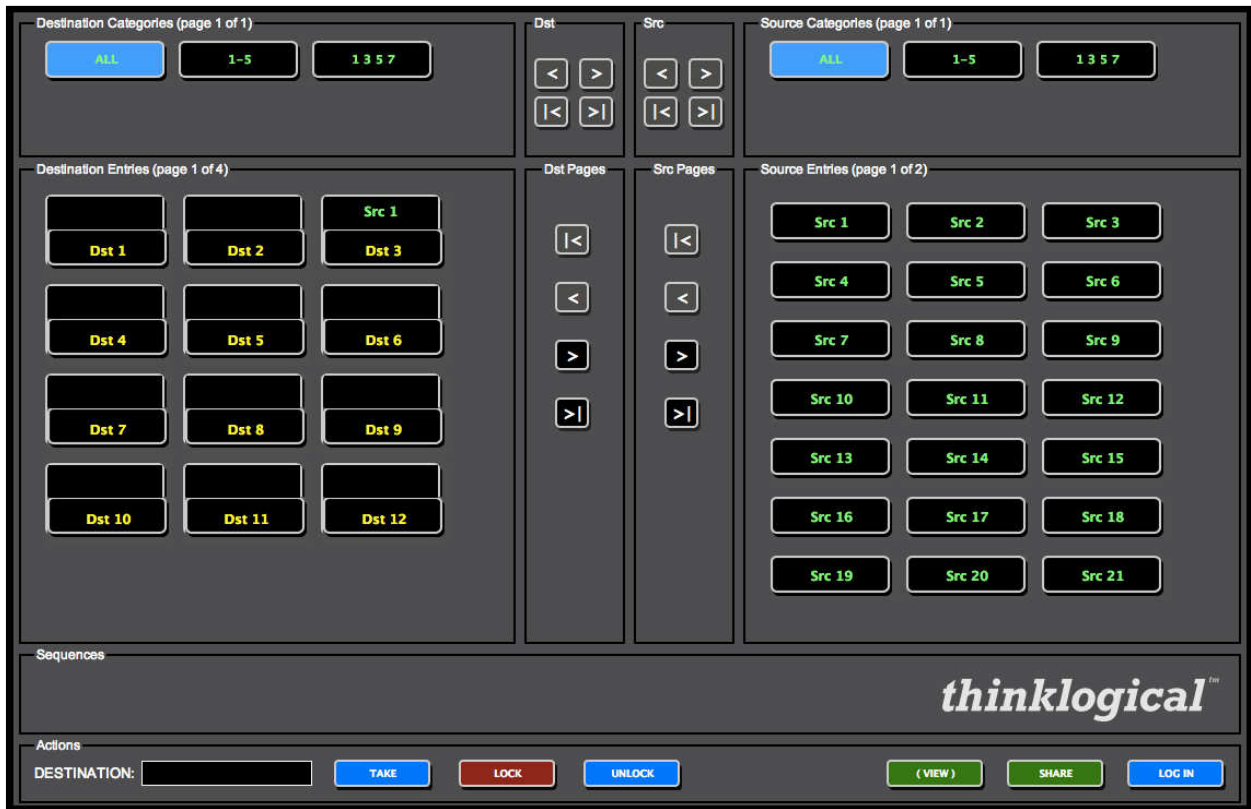 Destination Categories (page 1 of 1)
ALL 1-5 1 3 5 7
Dst
< >
|< >|
Src
< >
|< >|
Source Categories (page 1 of 1)
ALL 1-5 1 3 5 7
Destination Entries (page 1 of 4)
Src 1
Dst 1 Dst 2 Dst 3
Dst 4 Dst 5 Dst 6
Dst 7 Dst 8 Dst 9
Dst 10 Dst 11 Dst 12
Dst Pages
|<
<
>
>|
Src Pages
|<
<
>
>|
Source Entries (page 1 of 2)
Src 1 Src 2 Src 3
Src 4 Src 5 Src 6
Src 7 Src 8 Src 9
Src 10 Src 11 Src 12
Src 13 Src 14 Src 15
Src 16 Src 17 Src 18
Src 19 Src 20 Src 21
Sequences
thinklogical™
Actions
DESTINATION: TAKE LOCK UNLOCK ( VIEW ) SHARE LOG IN